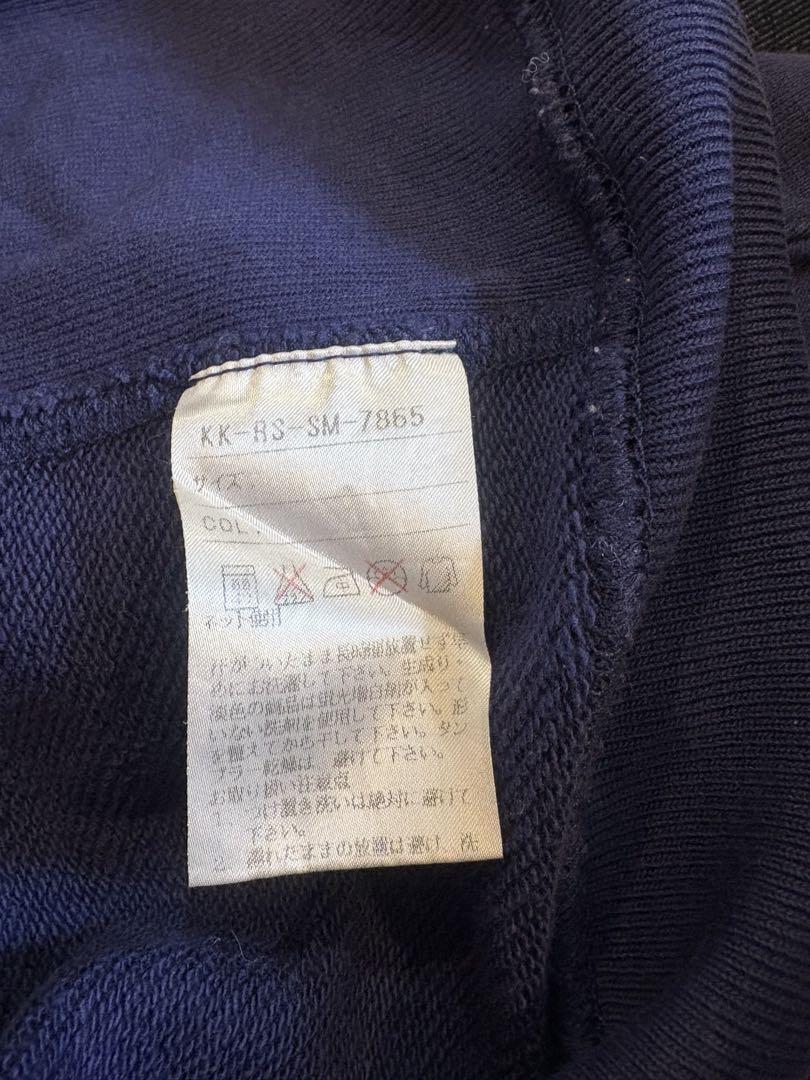 KK-RS-SM-7865
サイズ.
COL.
ネット使用
汗がついたまま長時間放置せず早
めにお洗濯して下さい。生成り・
淡色の商品は蛍光増白剤が入って
いない洗剤を使用して下さい。形
を整えてから干して下さい。タン
ブラー乾燥は 避けて下さい。
お取り扱い注意点
1 つけ置き洗いは絶対に避けて
下さい。
2 濡れたままの放置は避け 洗